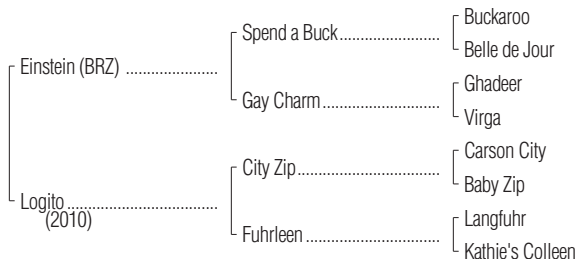 Buckaroo
Spend a Buck
Belle de Jour
Einstein (BRZ)
Ghadeer
Gay Charm
Virga
Carson City
City Zip
Baby Zip
Logito
(2010)
Langfuhr
Fuhrleen
Kathie's Colleen